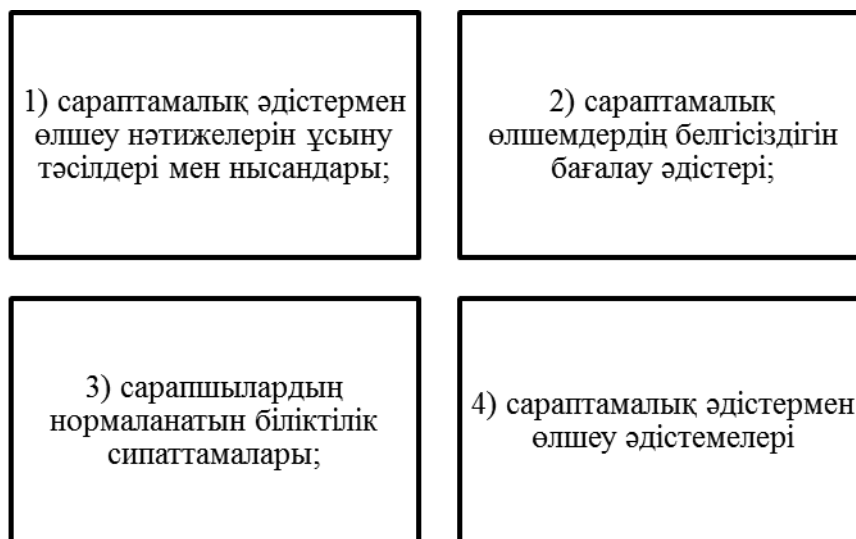 1) сараптамалық әдістермен
өлшеу нәтижелерін ұсыну
тәсілдері мен нысандары;
2) сараптамалық
өлшемдердің белгісіздігін
бағалау әдістері;
3) сарапшылардың
нормаланатын біліктілік
сипаттамалары;
4) сараптамалық әдістермен
өлшеу әдістемелері